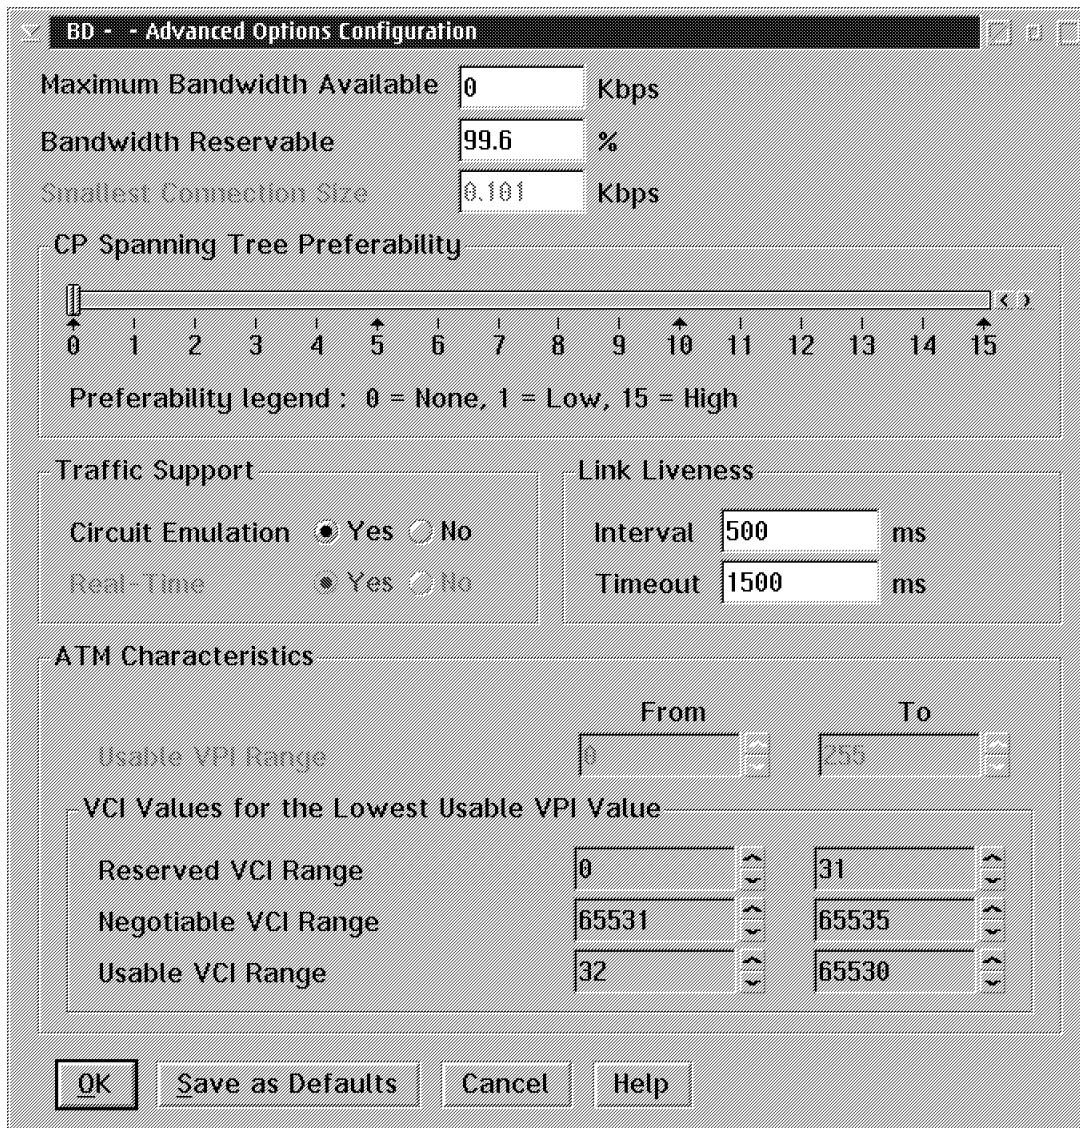 BD - - Advanced Options Configuration
Maximum Bandwidth Available 0 Kbps
Bandwidth Reservable 99.6 %
Smallest Connection Size 0.101 Kbps
CP Spanning Tree Preferability
0 1 2 3 4 5 6 7 8 9 10 11 12 13 14 15
Preferability legend : 0 = None, 1 = Low, 15 = High
Traffic Support
Circuit Emulation Yes No
Real-Time Yes No
Link Liveness
Interval 500 ms
Timeout 1500 ms
ATM Characteristics
From To
Usable VPI Range 0 255
VCI Values for the Lowest Usable VPI Value
Reserved VCI Range 0 31
Negotiable VCI Range 65531 65535
Usable VCI Range 32 65530
OK Save as Defaults Cancel Help